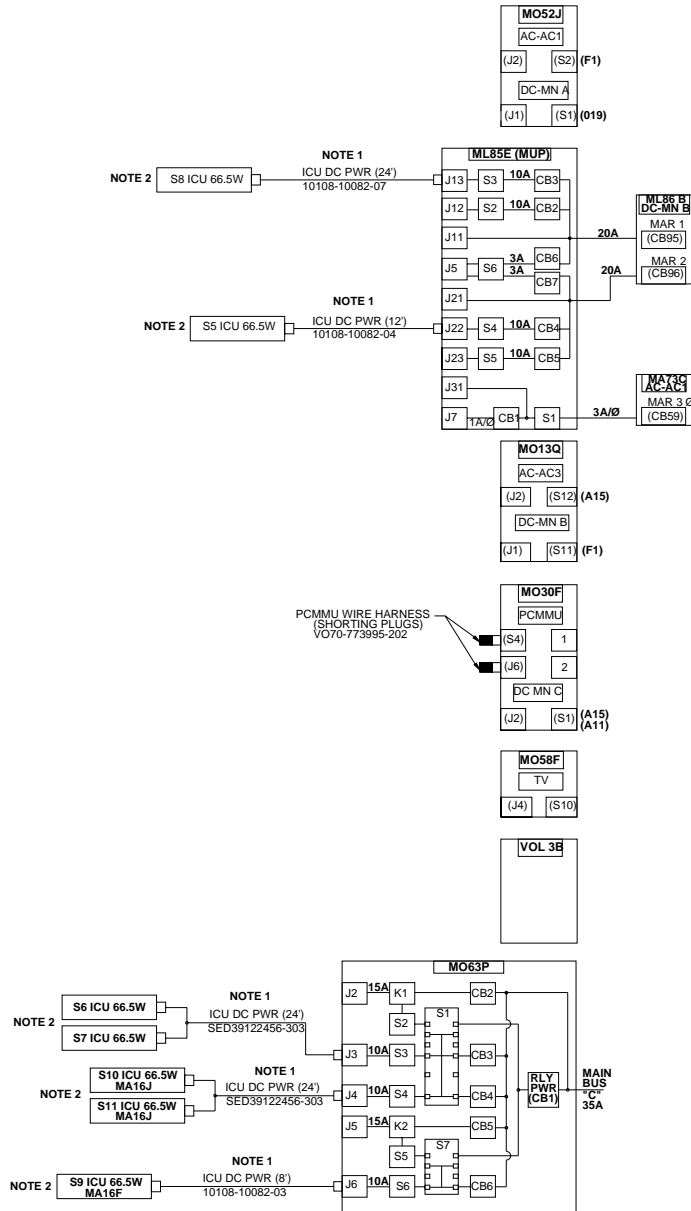 MO52J
AC-AC1
(J2) (S2) (F1)
DC-MN A
(J1) (S1) (019)
ML85E (MUP)
NOTE 1
ICU DC PWR (24')
10108-10082-07
NOTE 2 S8 ICU 66.5W
J13 S3 10A CB3
J12 S2 10A CB2
J11
J5 S6 3A CB6
3A CB7
J21
J22 S4 10A CB4
J23 S5 10A CB5
J31
J7 1A/Ø CB1 S1
20A
20A
3A/Ø
ML86 B
DC-MN B
MAR 1
(CB95)
MAR 2
(CB96)
NOTE 1
ICU DC PWR (12')
10108-10082-04
NOTE 2 S5 ICU 66.5W
MA73C
AC-AC1
MAR 3 Ø
(CB59)
MO13Q
AC-AC3
(J2) (S12) (A15)
DC-MN B
(J1) (S11) (F1)
MO30F
PCMMU
PCMMU WIRE HARNESS
(SHORTING PLUGS)
VO70-773995-202
(S4) 1
(J6) 2
DC MN C
(J2) (S1) (A15)
(A11)
MO58F
TV
(J4) (S10)
VOL 3B
MO63P
J2 15A K1 CB2
S2 S1
J3 10A S3 CB3
J4 10A S4 CB4
J5 15A K2 CB5
S5 S7
J6 10A S6 CB6
RLY
PWR
(CB1)
MAIN
BUS
"C"
35A
NOTE 2
S6 ICU 66.5W
S7 ICU 66.5W
NOTE 1
ICU DC PWR (24')
SED39122456-303
NOTE 2
S10 ICU 66.5W
MA16J
S11 ICU 66.5W
MA16J
NOTE 1
ICU DC PWR (24')
SED39122456-303
NOTE 2
S9 ICU 66.5W
MA16F
NOTE 1
ICU DC PWR (8')
10108-10082-03